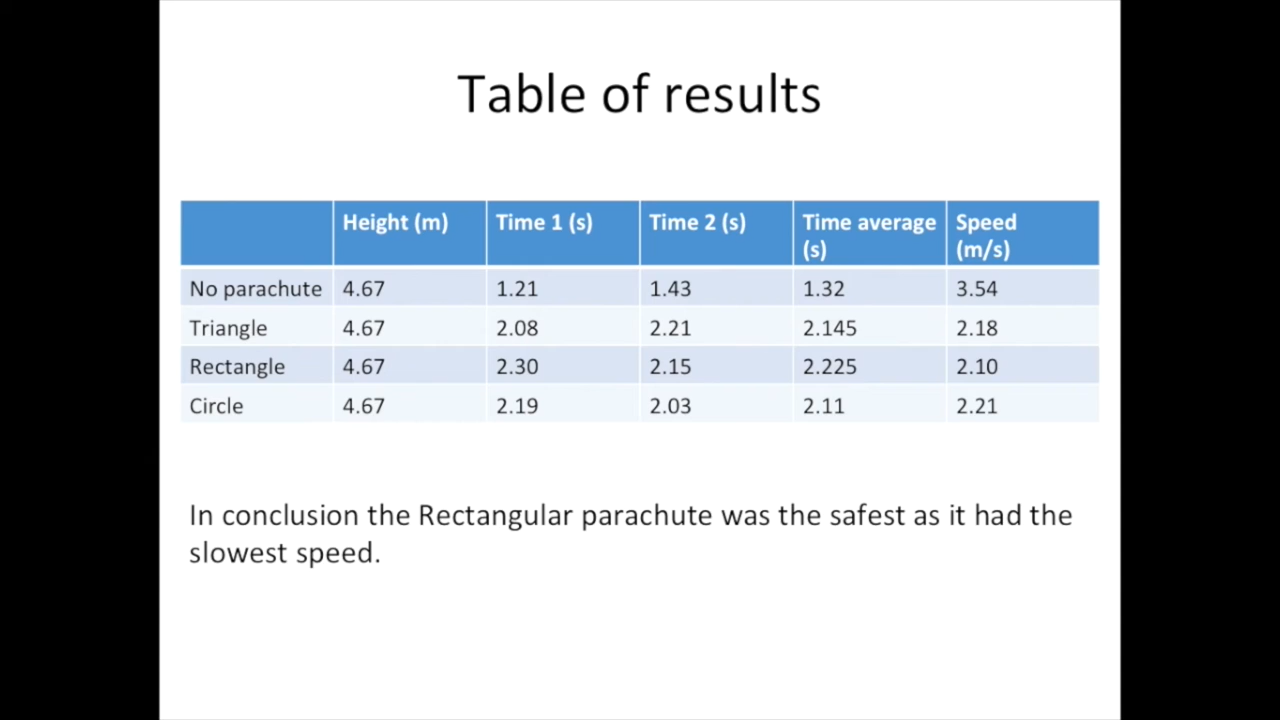 Table of results
Height (m) Time 1 (s) Time 2 (s) Time average (s) Speed (m/s)
No parachute 4.67 1.21 1.43 1.32 3.54
Triangle 4.67 2.08 2.21 2.145 2.18
Rectangle 4.67 2.30 2.15 2.225 2.10
Circle 4.67 2.19 2.03 2.11 2.21
In conclusion the Rectangular parachute was the safest as it had the
slowest speed.